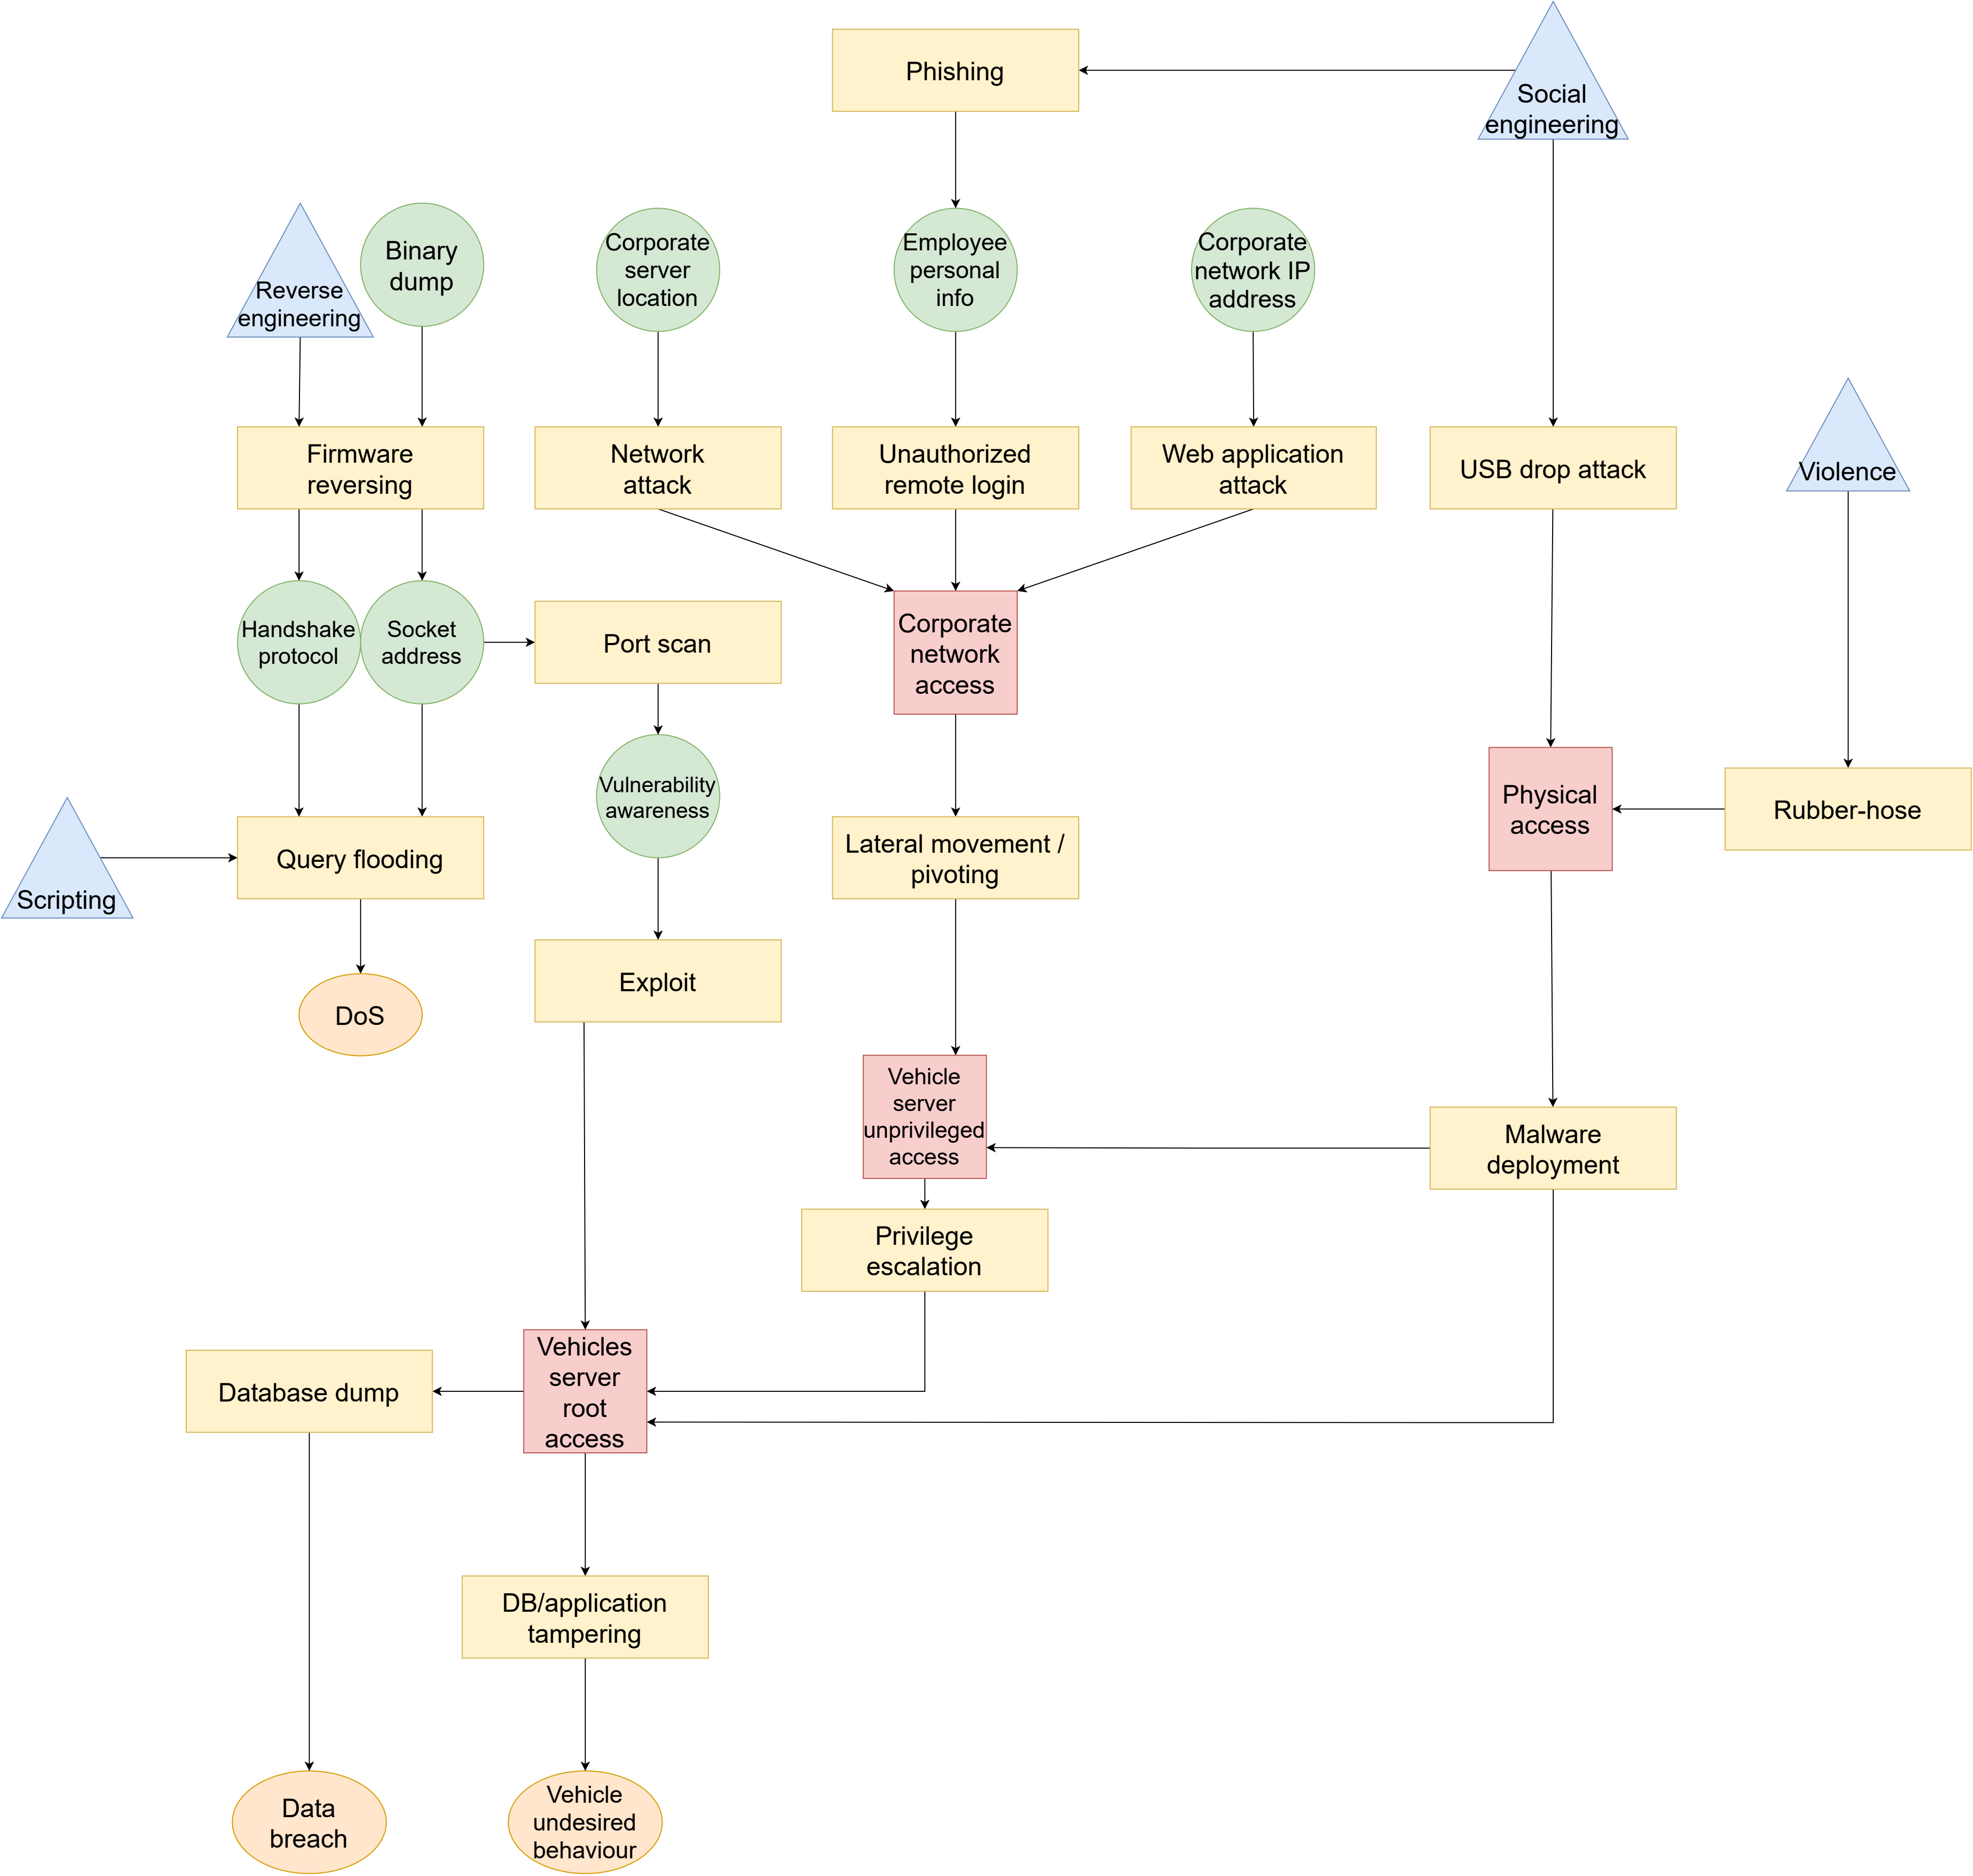 Phishing
Social
engineering
Reverse
engineering
Binary
dump
Corporate
server
location
Employee
personal
info
Corporate
network IP
address
Firmware
reversing
Network
attack
Unauthorized
remote login
Web application
attack
USB drop attack
Violence
Handshake
protocol
Socket
address
Port scan
Corporate
network
access
Vulnerability
awareness
Physical
access
Rubber-hose
Scripting
Query flooding
Lateral movement /
pivoting
Exploit
DoS
Vehicle
server
unprivileged
access
Malware
deployment
Privilege
escalation
Database dump
Vehicles
server
root
access
DB/application
tampering
Data
breach
Vehicle
undesired
behaviour